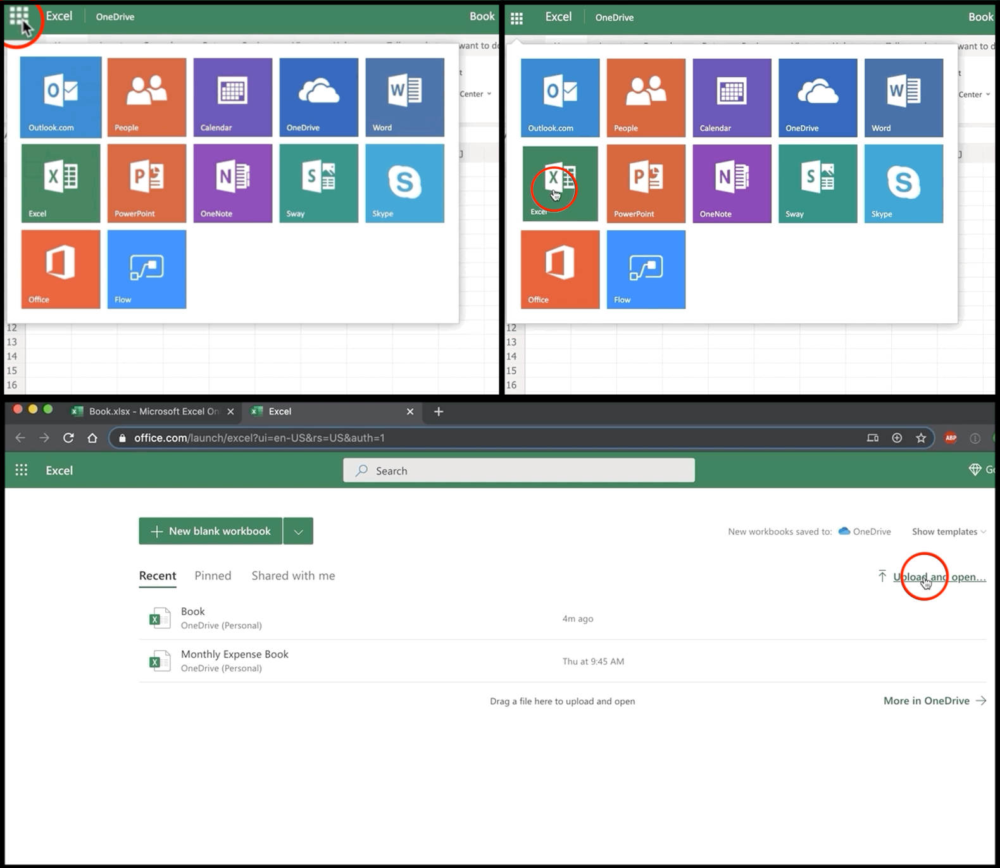 Excel OneDrive Book
want to do
Outlook.com People Calendar OneDrive Word
Center
J
Excel PowerPoint OneNote Sway Skype
Office Flow
12
13
14
15
16
Excel OneDrive Book
want to d
Outlook.com People Calendar OneDrive Word
Center
J
Excel PowerPoint OneNote Sway Skype
Office Flow
12
13
14
15
16
Book.xlsx - Microsoft Excel On Excel
office.com/launch/excel?ui=en-US&rs=US&auth=1 ABP
Excel Search Go
New blank workbook New workbooks saved to: OneDrive Show templates
Recent Pinned Shared with me Upload and open...
Book
OneDrive (Personal) 4m ago
Monthly Expense Book
OneDrive (Personal) Thu at 9:45 AM
Drag a file here to upload and open More in OneDrive